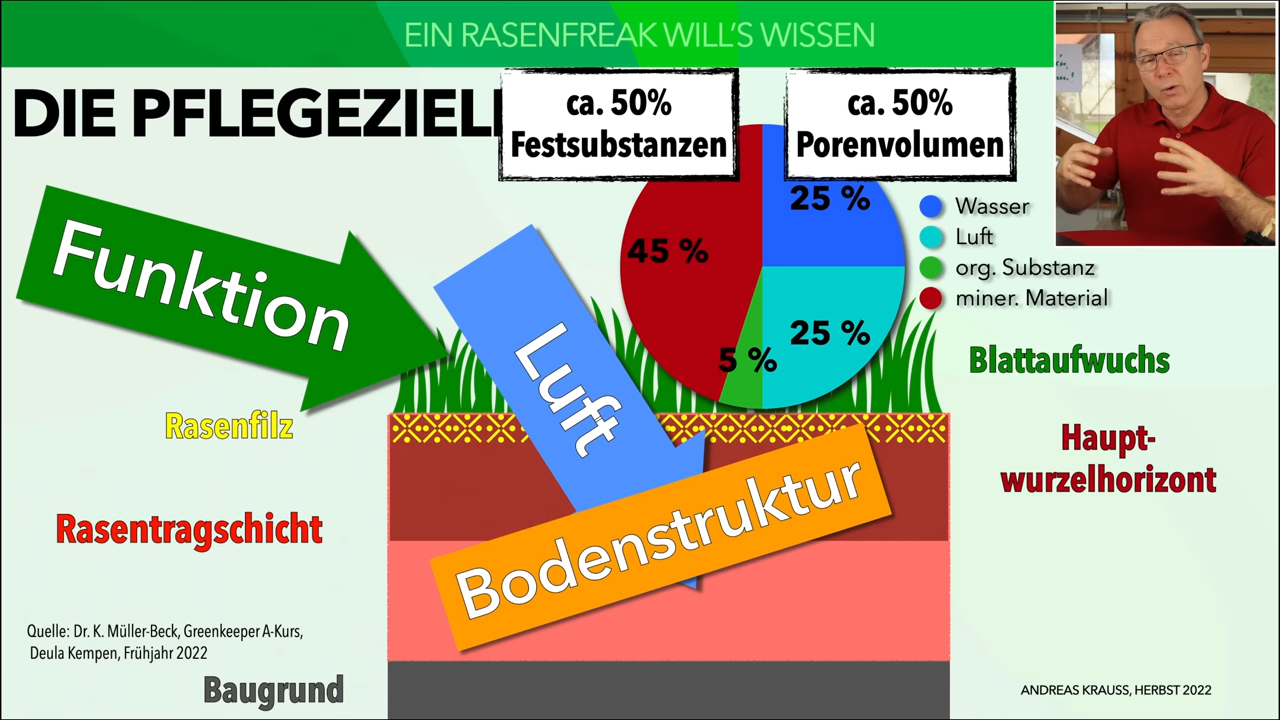 EIN RASENFREAK WILL'S WISSEN
DIE PFLEGEZIEL
ca. 50%
Festsubstanzen
ca. 50%
Porenvolumen
25 %
45 %
25 %
5 %
Wasser
Luft
org. Substanz
miner. Material
Funktion
Luft
Bodenstruktur
Blattaufwuchs
Rasenfilz
Haupt-
wurzelhorizont
Rasentragschicht
Quelle: Dr. K. Müller-Beck, Greenkeeper A-Kurs,
Deula Kempen, Frühjahr 2022
Baugrund
ANDREAS KRAUSS, HERBST 2022